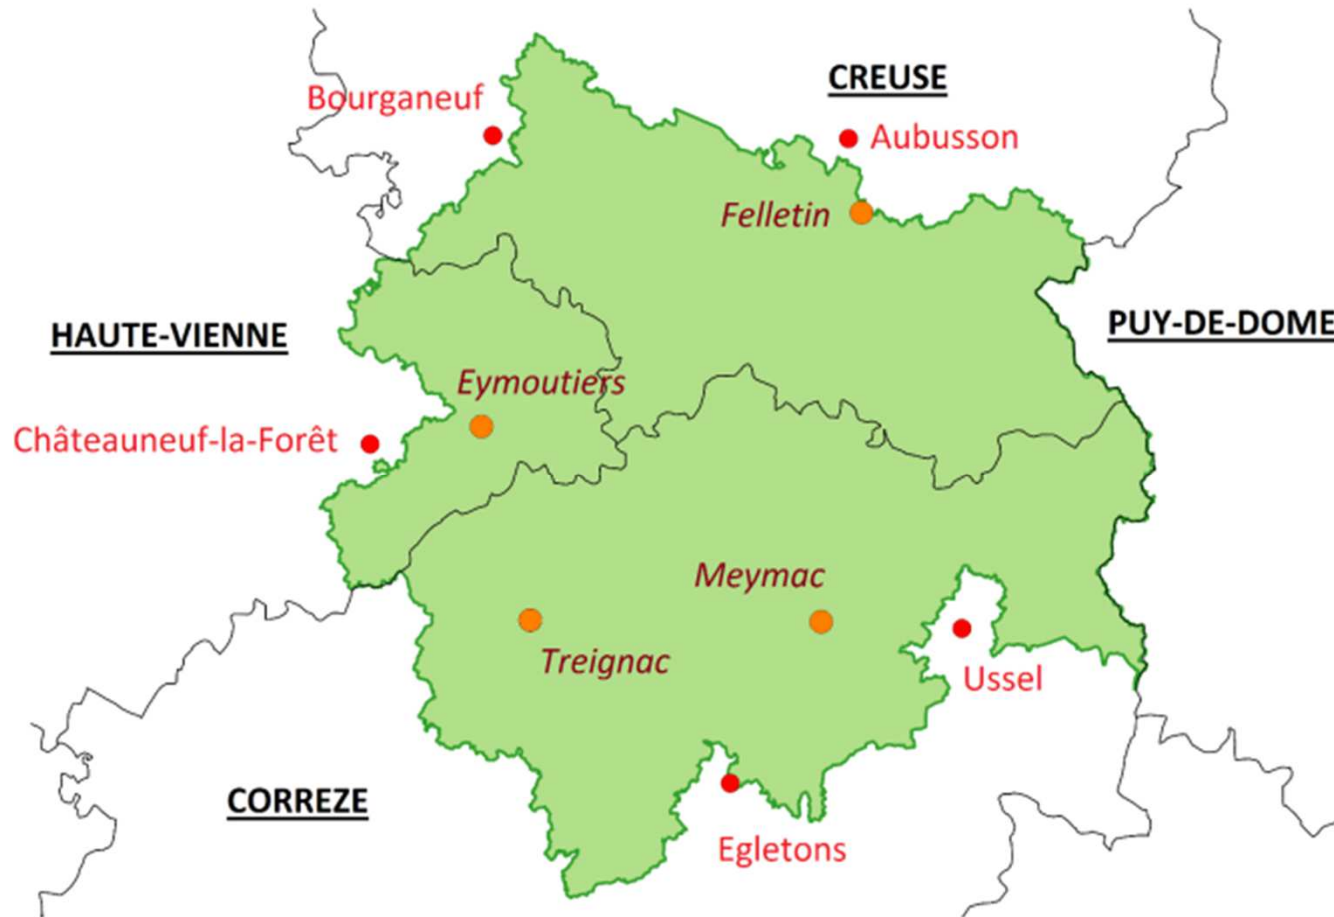 CREUSE
Bourganeuf
Aubusson
Felletin
HAUTE-VIENNE
PUY-DE-DOME
Eymoutiers
Châteauneuf-la-Forêt
Meymac
Treignac
Ussel
CORREZE
Egletons